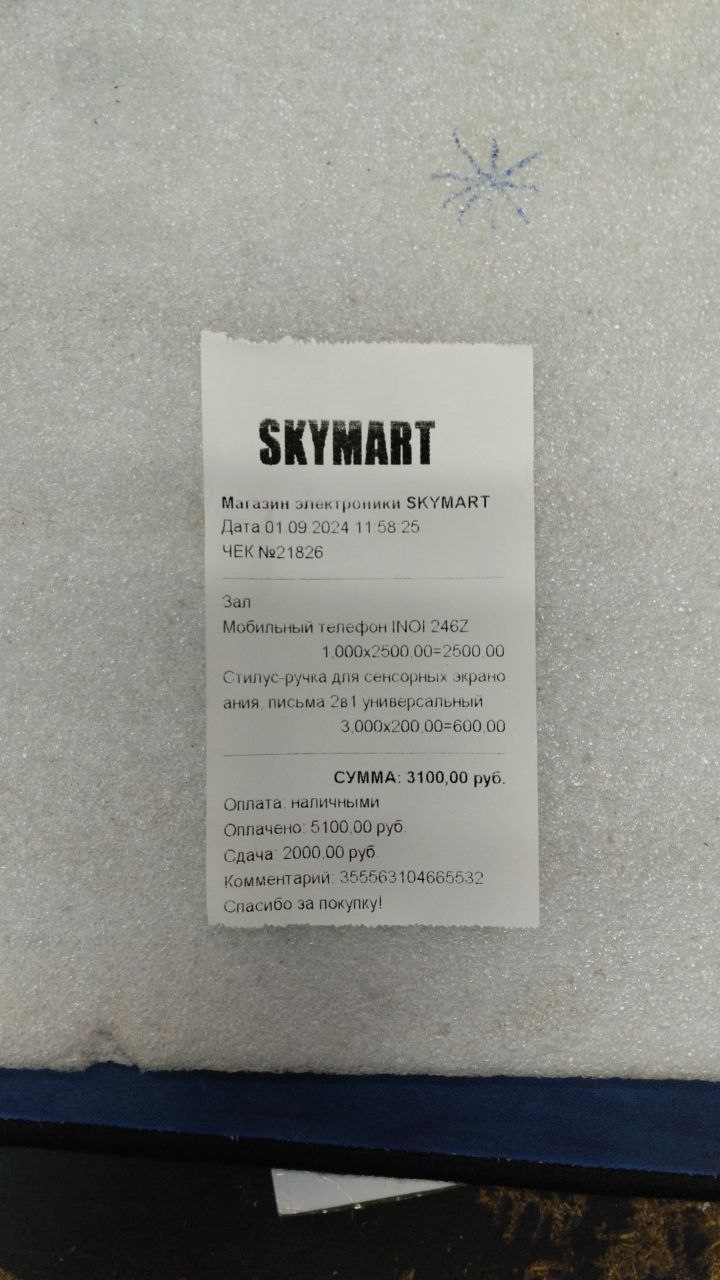 SKYMART
Магазин электроники SKYMART
Дата 01.09.2024 11:58:25
ЧЕК №21826
Зал
Мобильный телефон INOI 246Z
1,000x2500,00=2500,00
Стилус-ручка для сенсорных экрано
ания, письма 2в1 универсальный
3,000x200,00=600,00
СУММА: 3100,00 руб.
Оплата: наличными
Оплачено: 5100,00 руб.
Сдача: 2000,00 руб.
Комментарий: 355563104665532
Спасибо за покупку!